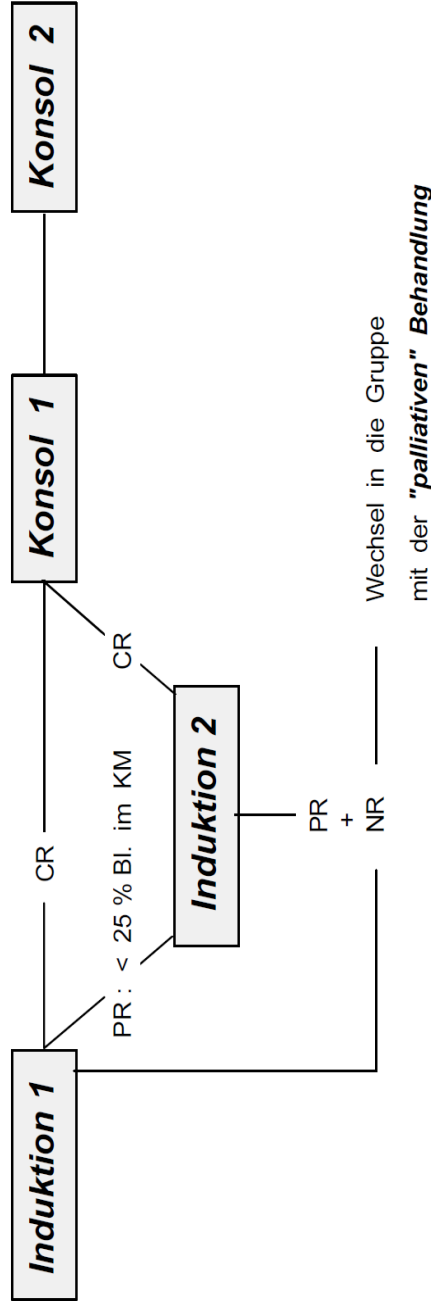 Induktion 1
CR
Konsol 1
Konsol 2
PR : < 25 % Bl. im KM
CR
Induktion 2
PR
+
NR
Wechsel in die Gruppe
mit der "palliativen" Behandlung